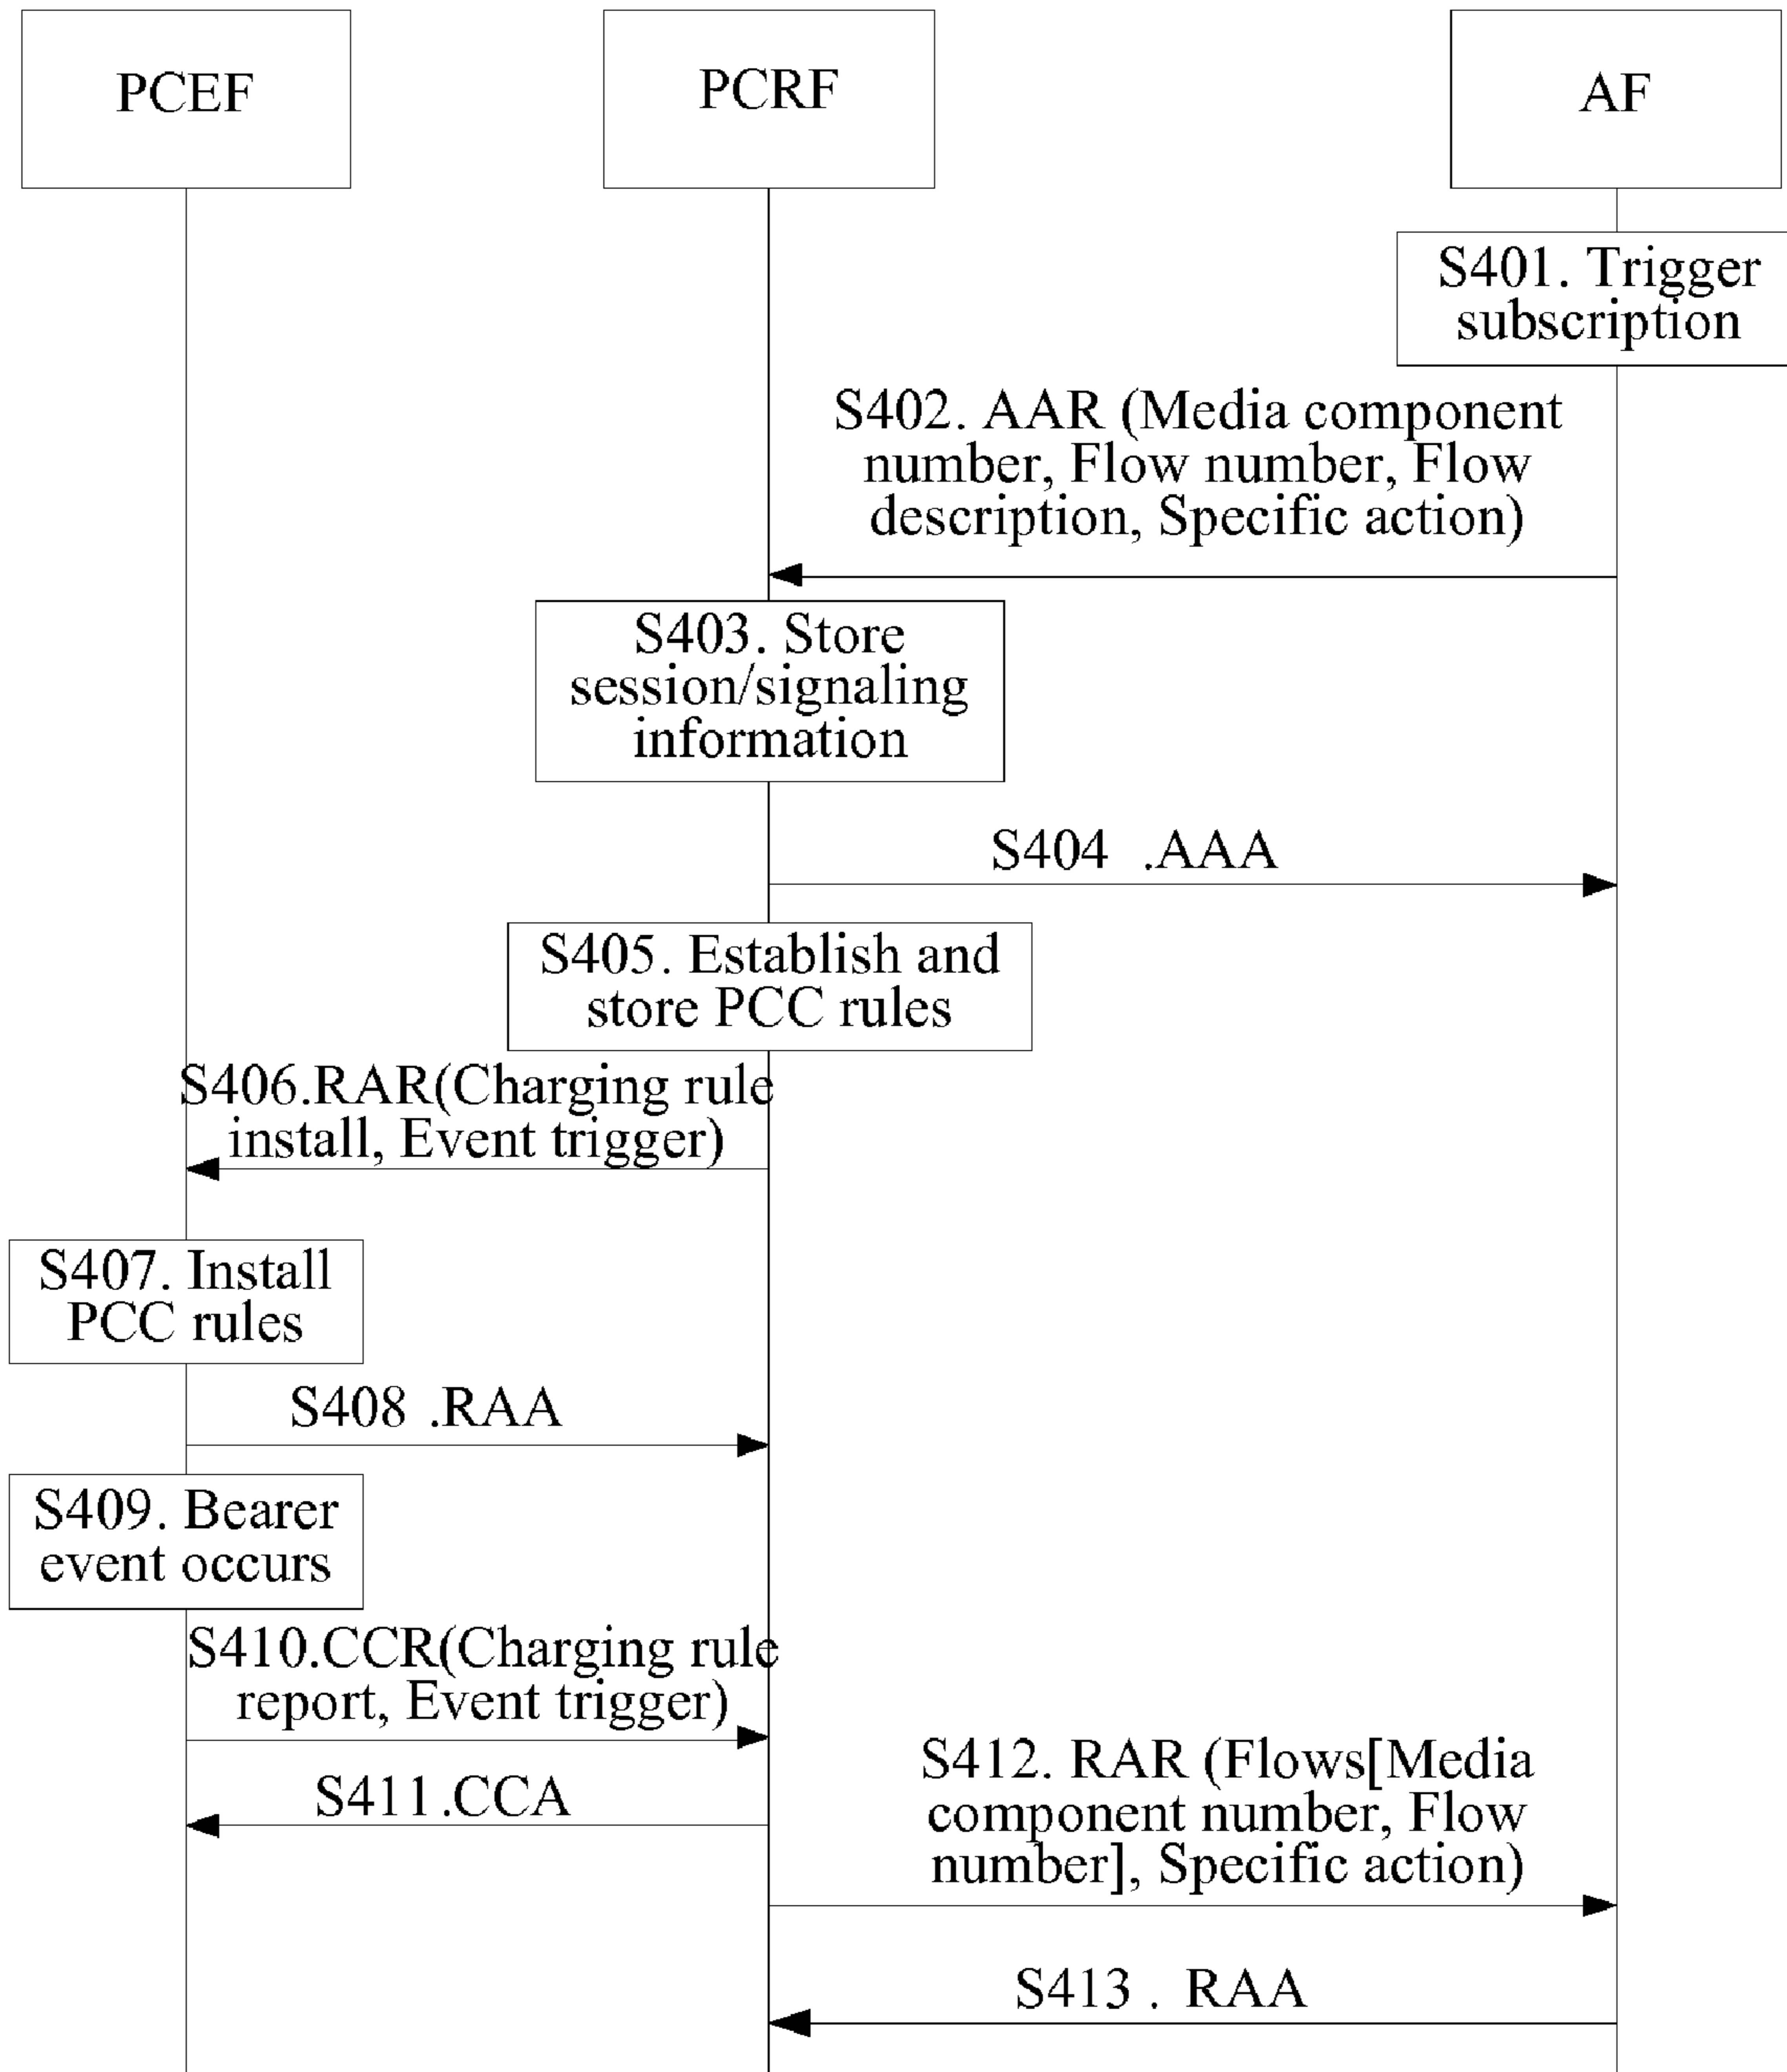 PCEF
PCRF
AF
S401. Trigger
subscription
S402. AAR (Media component
number, Flow number, Flow
description, Specific action)
S403. Store
session/signaling
information
S404 .AAA
S405. Establish and
store PCC rules
S406.RAR(Charging rule
install, Event trigger)
S407. Install
PCC rules
S408 .RAA
S409. Bearer
event occurs
S410.CCR(Charging rule
report, Event trigger)
S411.CCA
S412. RAR (Flows[Media
component number, Flow
number], Specific action)
S413 . RAA